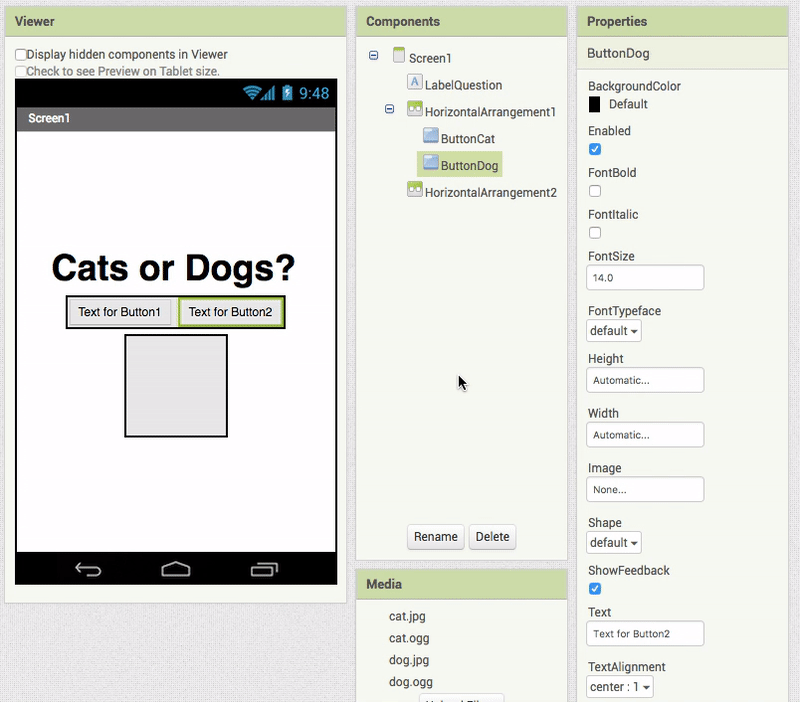 Viewer
Display hidden components in Viewer
Check to see Preview on Tablet size.
9:48
Screen1
Cats or Dogs?
Text for Button1
Text for Button2
Components
Screen1
A LabelQuestion
HorizontalArrangement1
ButtonCat
ButtonDog
HorizontalArrangement2
Rename
Delete
Media
cat.jpg
cat.ogg
dog.jpg
dog.ogg
Properties
ButtonDog
BackgroundColor
Default
Enabled
FontBold
FontItalic
FontSize
14.0
FontTypeface
default
Height
Automatic...
Width
Automatic...
Image
None...
Shape
default
ShowFeedback
Text
Text for Button2
TextAlignment
center : 1